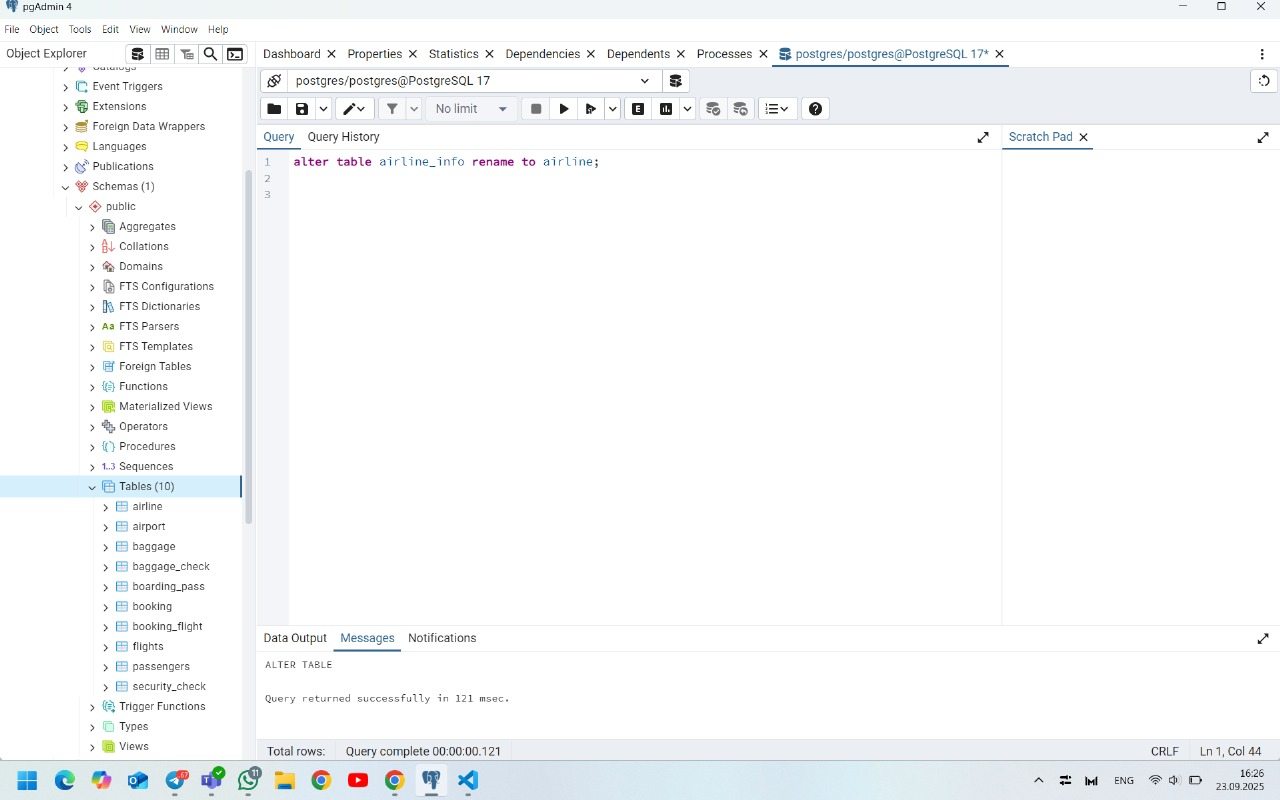 pgAdmin 4
File Object Tools Edit View Window Help
Object Explorer
Dashboard Properties Statistics Dependencies Dependents Processes postgres/postgres@PostgreSQL 17*
postgres/postgres@PostgreSQL 17
No limit
Query Query History
Scratch Pad
1 alter table airline_info rename to airline;
2
3
Catalogs
Event Triggers
Extensions
Foreign Data Wrappers
Languages
Publications
Schemas (1)
public
Aggregates
Collations
Domains
FTS Configurations
FTS Dictionaries
Aa FTS Parsers
FTS Templates
Foreign Tables
Functions
Materialized Views
Operators
Procedures
1..3 Sequences
Tables (10)
airline
airport
baggage
baggage_check
boarding_pass
booking
booking_flight
flights
passengers
security_check
Trigger Functions
Types
Views
Data Output Messages Notifications
ALTER TABLE
Query returned successfully in 121 msec.
Total rows: Query complete 00:00:00.121
CRLF Ln 1, Col 44
67
11
ENG
16:26
23.09.2025